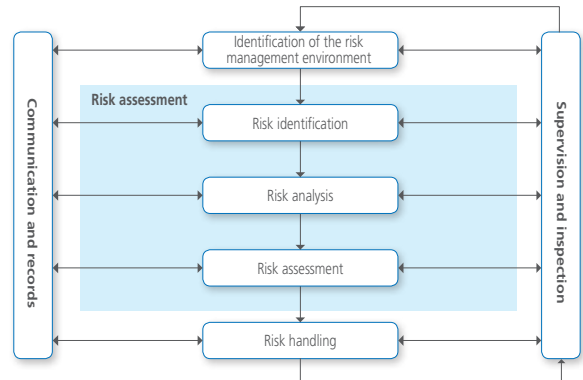 Identification of the risk
management environment
Risk assessment
Risk identification
Risk analysis
Risk assessment
Risk handling
Communication and records
Supervision and inspection